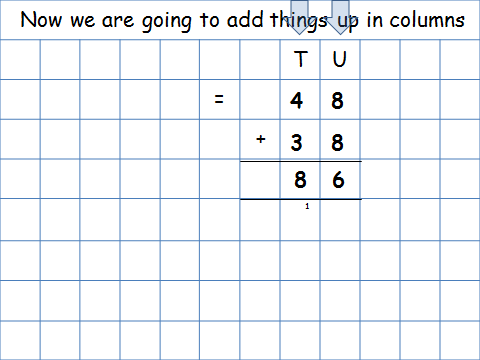 Now we are going to add things up in columns
T U
= 4 8
+ 3 8
8 6
1